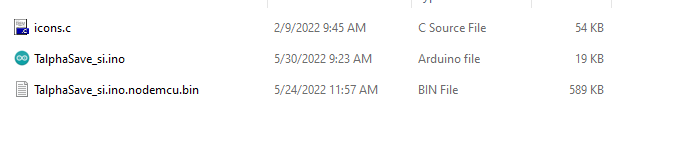 icons.c 2/9/2022 9:45 AM C Source File 54 KB
TalphaSave_si.ino 5/30/2022 9:23 AM Arduino file 19 KB
TalphaSave_si.ino.nodemcu.bin 5/24/2022 11:57 AM BIN File 589 KB